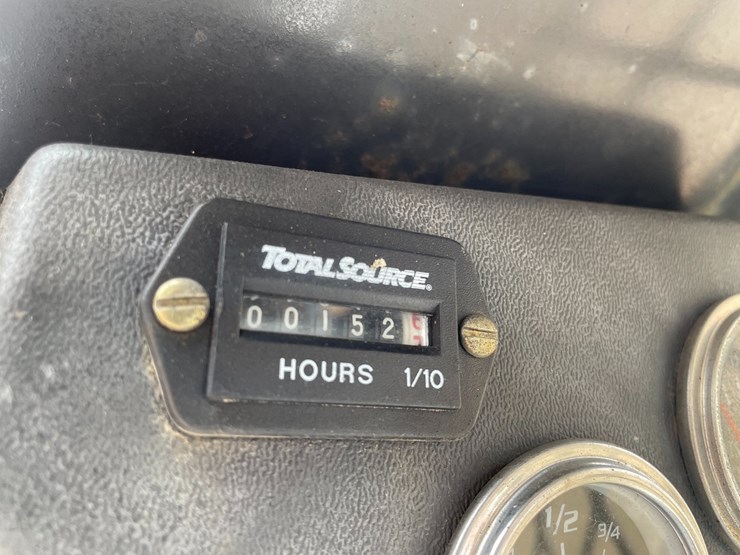 TOTALSOURCE®
00152
HOURS 1/10
1/2 3/4